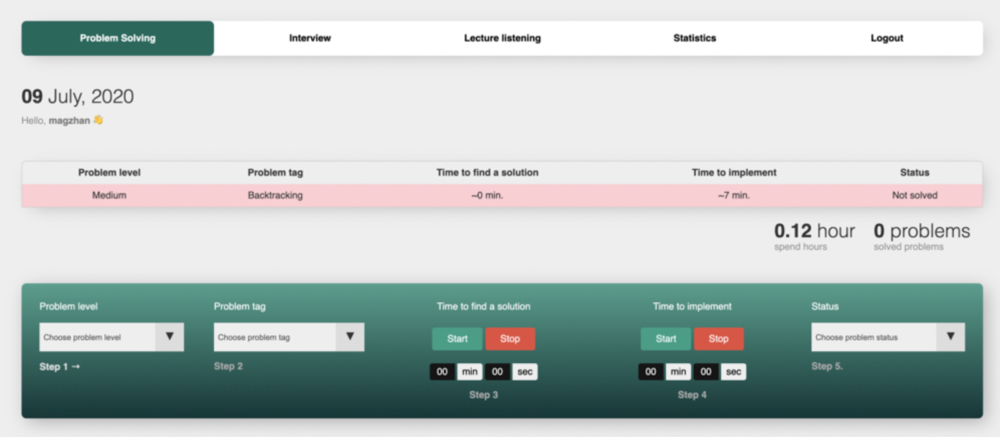 Problem Solving Interview Lecture listening Statistics Logout
09 July, 2020
Hello, magzhan 👋
Problem level Problem tag Time to find a solution Time to implement Status
Medium Backtracking ~0 min. ~7 min. Not solved
0.12 hour 0 problems
spend hours solved problems
Problem level Problem tag Time to find a solution Time to implement Status
Choose problem level ▼ Choose problem tag ▼ Start Stop Start Stop Choose problem status ▼
Step 1 → Step 2 00 min 00 sec 00 min 00 sec Step 5.
Step 3 Step 4